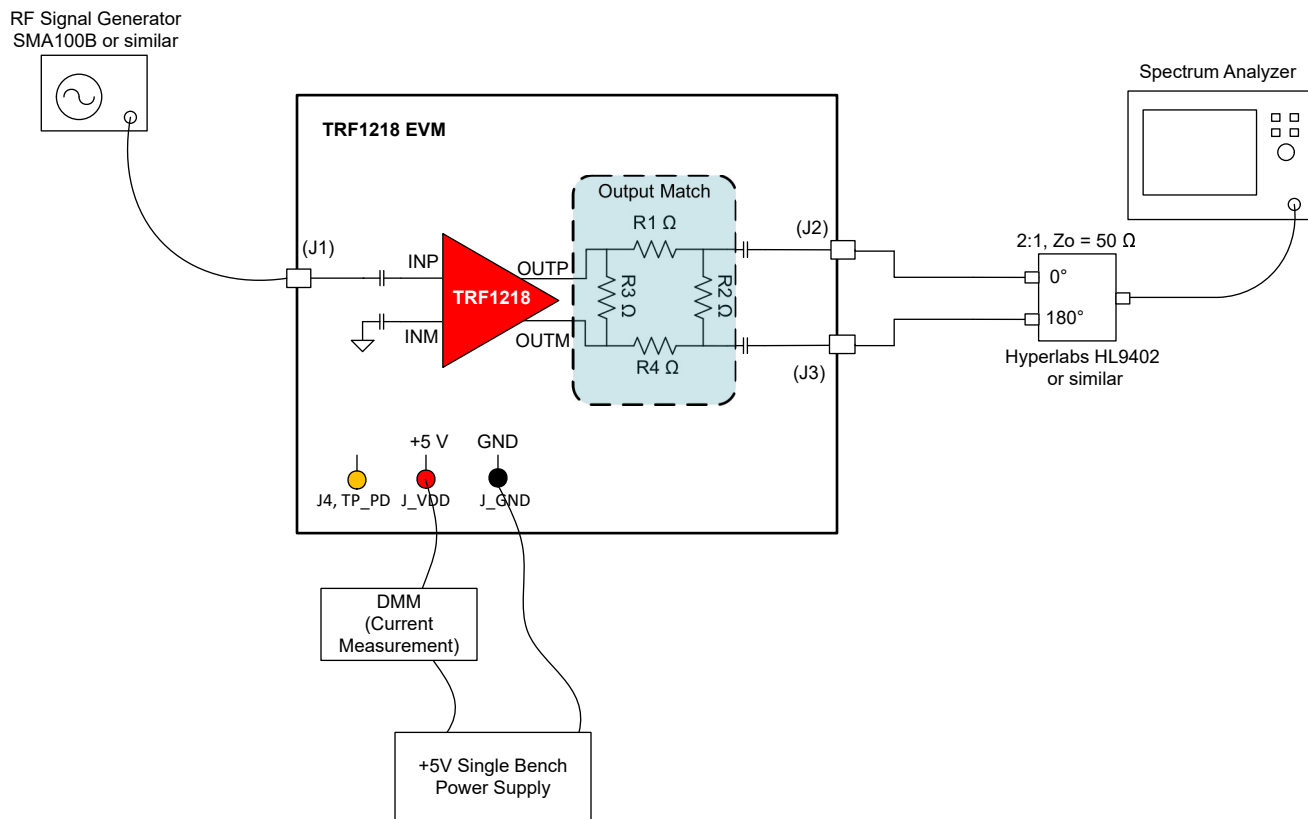 RF Signal Generator
SMA100B or similar
Spectrum Analyzer
TRF1218 EVM
Output Match
R1 Ω
(J1)
(J2)
INP
OUTP
TRF1218
R3 Ω
R2 Ω
INM
OUTM
R4 Ω
(J3)
2:1, Zo = 50 Ω
0°
180°
Hyperlabs HL9402
or similar
+5 V
GND
J4, TP_PD
J_VDD
J_GND
DMM
(Current
Measurement)
+5V Single Bench
Power Supply